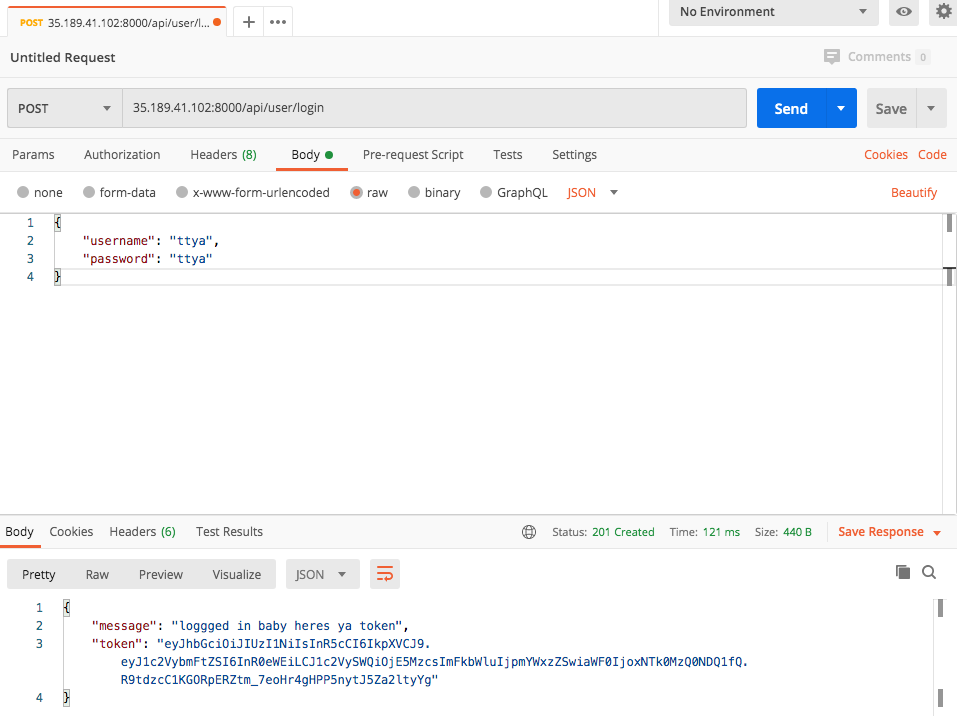 POST 35.189.41.102:8000/api/user/l... + ••• No Environment
Untitled Request Comments 0
POST 35.189.41.102:8000/api/user/login Send Save
Params Authorization Headers (8) Body Pre-request Script Tests Settings Cookies Code
none form-data x-www-form-urlencoded raw binary GraphQL JSON Beautify
1 {
2 "username": "ttya",
3 "password": "ttya"
4 }
Body Cookies Headers (6) Test Results Status: 201 Created Time: 121 ms Size: 440 B Save Response
Pretty Raw Preview Visualize JSON
1 {
2 "message": "loggged in baby heres ya token",
3 "token": "eyJhbGciOiJIUzI1NiIsInR5cCI6IkpXVCJ9.
eyJ1c2VybmFtZSI6InR0eWEiLCJ1c2VySWQiOjE5MzcsImFkbWluIjpmYWxzZSwiaWF0IjoxNTk0MzQ0NDQ1fQ.
R9tdzcC1KGORpERZtm_7eoHr4gHPP5nytJ5Za2ltyYg"
4 }